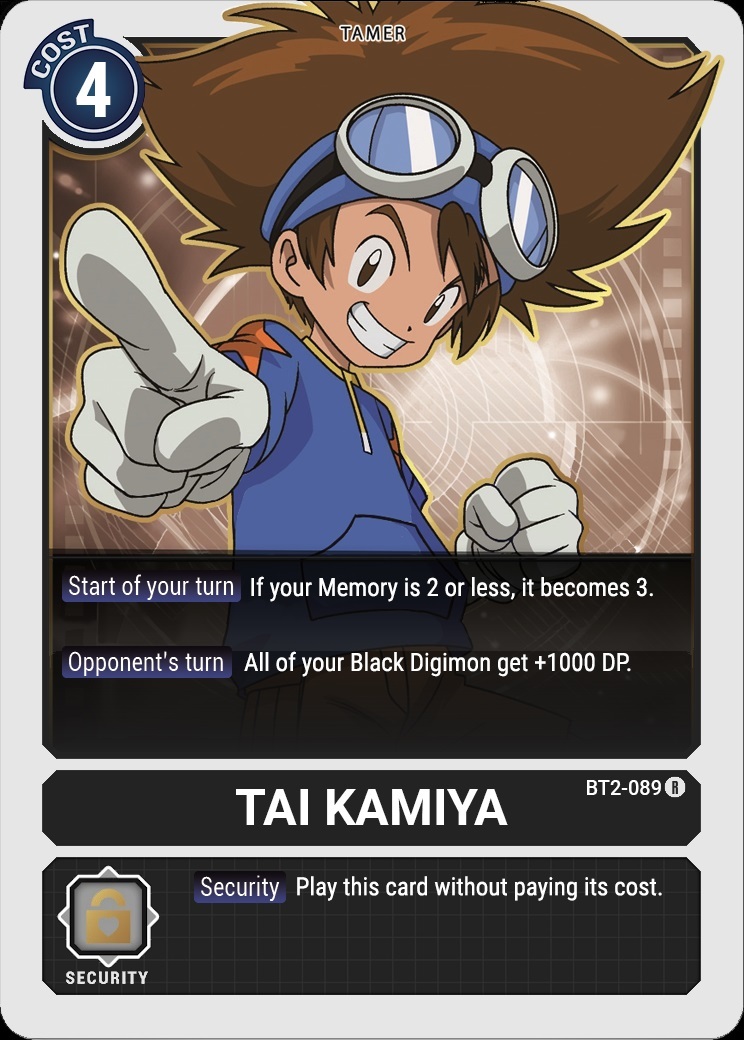 TAMER
COST
4
Start of your turn If your Memory is 2 or less, it becomes 3.
Opponent's turn All of your Black Digimon get +1000 DP.
BT2-089 R
TAI KAMIYA
Security Play this card without paying its cost.
SECURITY